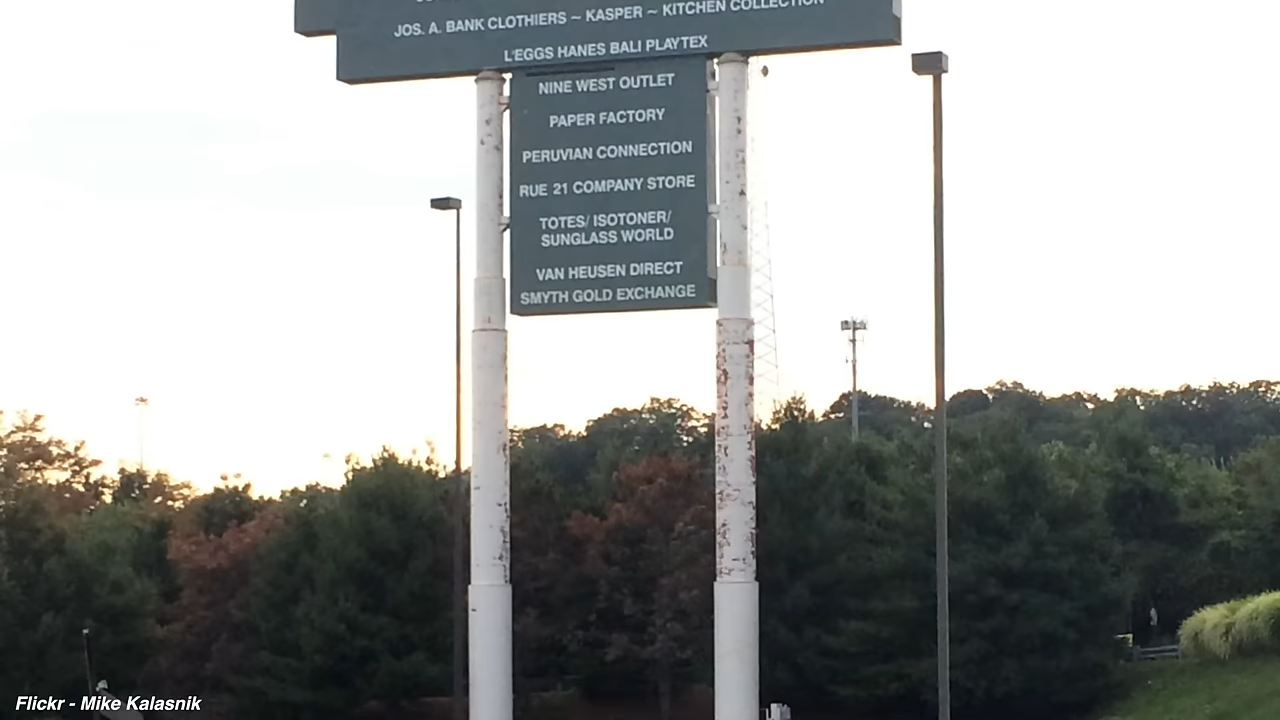 JOS. A. BANK CLOTHIERS ~ KASPER ~ KITCHEN COLLECTION
L'EGGS HANES BALI PLAYTEX
NINE WEST OUTLET
PAPER FACTORY
PERUVIAN CONNECTION
RUE 21 COMPANY STORE
TOTES/ ISOTONER/
SUNGLASS WORLD
VAN HEUSEN DIRECT
SMYTH GOLD EXCHANGE
Flickr - Mike Kalasnik